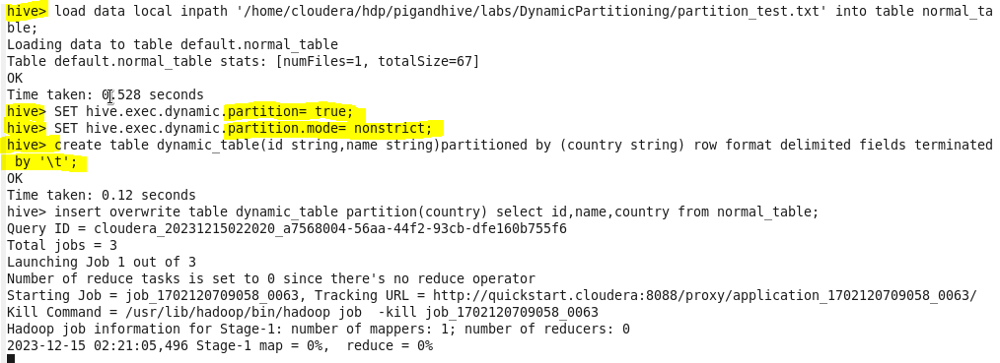 hive> load data local inpath '/home/cloudera/hdp/pigandhive/labs/DynamicPartitioning/partition_test.txt' into table normal_ta
ble;
Loading data to table default.normal_table
Table default.normal_table stats: [numFiles=1, totalSize=67]
OK
Time taken: 0.528 seconds
hive> SET hive.exec.dynamic.partition= true;
hive> SET hive.exec.dynamic.partition.mode= nonstrict;
hive> create table dynamic_table(id string,name string)partitioned by (country string) row format delimited fields terminated
 by '\t';
OK
Time taken: 0.12 seconds
hive> insert overwrite table dynamic_table partition(country) select id,name,country from normal_table;
Query ID = cloudera_20231215022020_a7568004-56aa-44f2-93cb-dfe160b755f6
Total jobs = 3
Launching Job 1 out of 3
Number of reduce tasks is set to 0 since there's no reduce operator
Starting Job = job_1702120709058_0063, Tracking URL = http://quickstart.cloudera:8088/proxy/application_1702120709058_0063/
Kill Command = /usr/lib/hadoop/bin/hadoop job  -kill job_1702120709058_0063
Hadoop job information for Stage-1: number of mappers: 1; number of reducers: 0
2023-12-15 02:21:05,496 Stage-1 map = 0%,  reduce = 0%